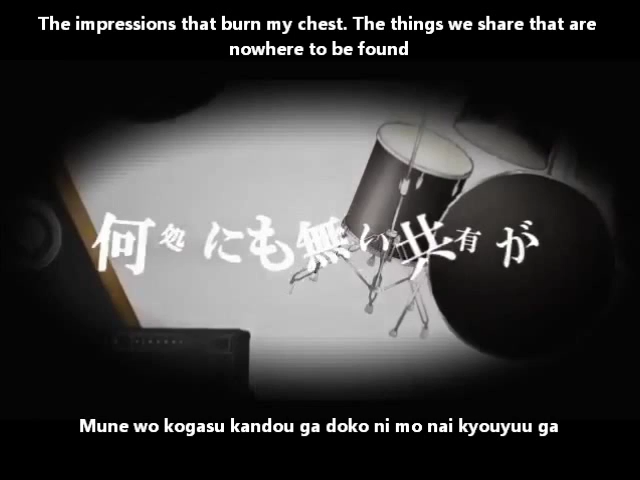 The impressions that burn my chest. The things we share that are
nowhere to be found
何処にも無い共有が
Mune wo kogasu kandou ga doko ni mo nai kyouyuu ga